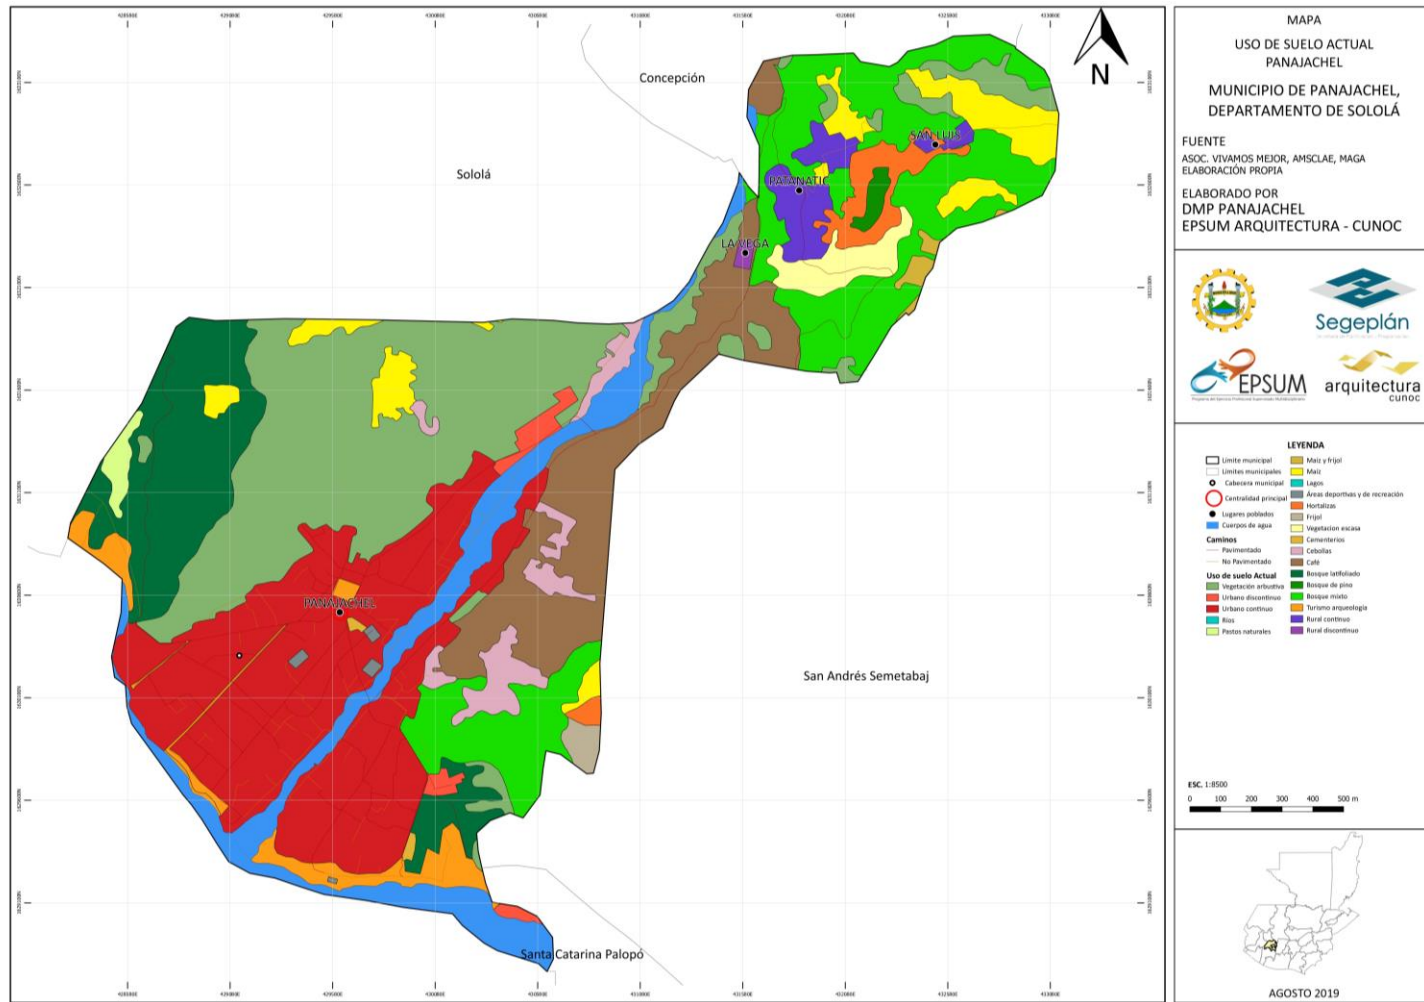 MAPA
USO DE SUELO ACTUAL
PANAJACHEL
MUNICIPIO DE PANAJACHEL,
DEPARTAMENTO DE SOLOLÁ
FUENTE
ASOC. VIVAMOS MEJOR, AMSCLAE, MAGA
ELABORACIÓN PROPIA
ELABORADO POR
DMP PANAJACHEL
EPSUM ARQUITECTURA - CUNOC
Segeplán
EPSUM
arquitectura
cunoc
LEYENDA
Límite municipal
Límites municipales
Cabecera municipal
Centralidad principal
Lugares poblados
Cuerpos de agua
Caminos
Pavimentado
No Pavimentado
Uso de suelo Actual
Vegetación arbustiva
Urbano discontinuo
Urbano continuo
Ríos
Pastos naturales
Maíz y frijol
Maíz
Lagos
Áreas deportivas y de recreación
Hortalizas
Frijol
Vegetacion escasa
Cementerios
Cebollas
Café
Bosque latifoliado
Bosque de pino
Bosque mixto
Turismo arqueología
Rural continuo
Rural discontinuo
ESC. 1:8500
0 100 200 300 400 500 m
AGOSTO 2019
N
Concepción
Sololá
SAN LUIS
PATANATIC
LA VEGA
PANAJACHEL
San Andrés Semetabaj
Santa Catarina Palopó